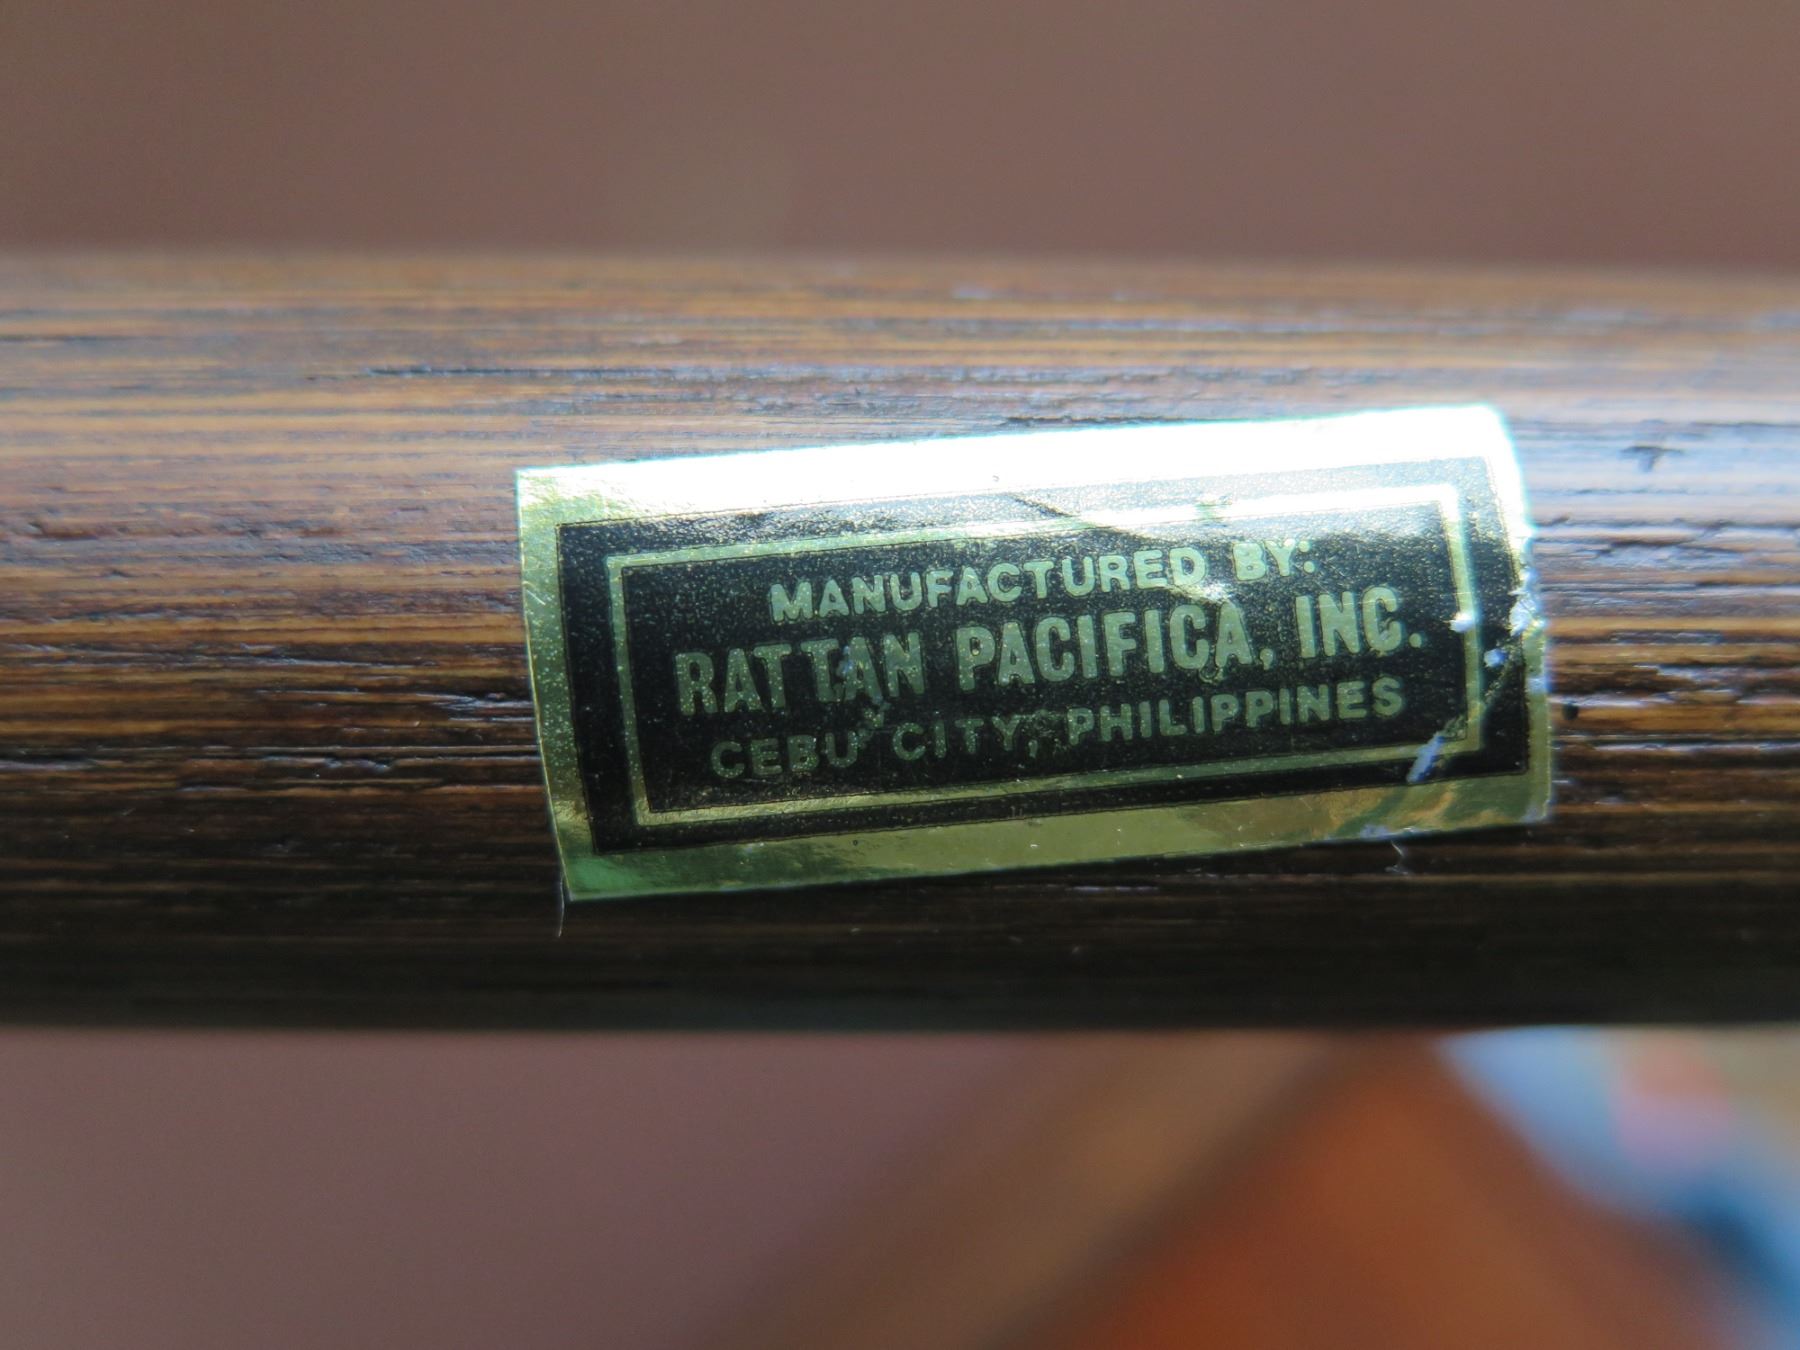 MANUFACTURED BY:
RATTAN PACIFICA, INC.
CEBU CITY, PHILIPPINES